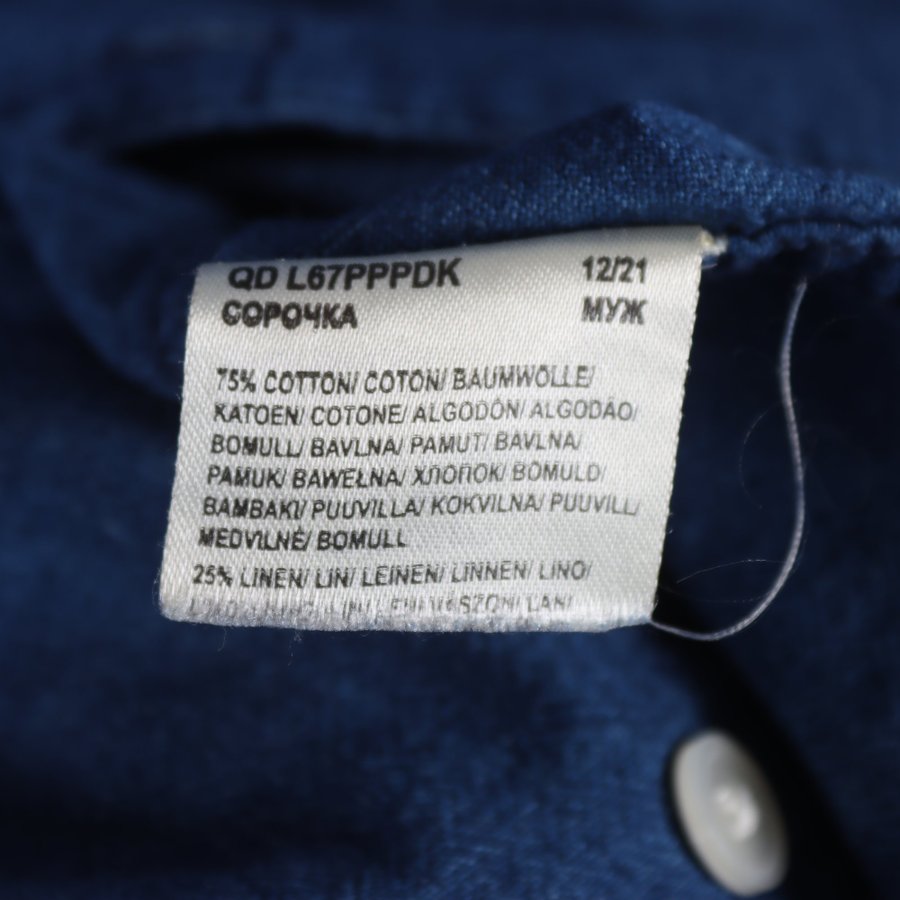 QD L67PPPDK 12/21
СОРОЧКА МУЖ
75% COTTON/ COTON/ BAUMWOLLE/
KATOEN/ COTONE/ ALGODÓN/ ALGODÃO/
BOMULL/ BAVLNA/ PAMUT/ BAVLNA/
PAMUK/ BAWEŁNA/ ХЛОПОК/ BOMULD/
BAMBAKI/ PUUVILLA/ KOKVILNA/ PUUVILL/
MEDVILNĖ/ BOMULL
25% LINEN/ LIN/ LEINEN/ LINNEN/ LINO/